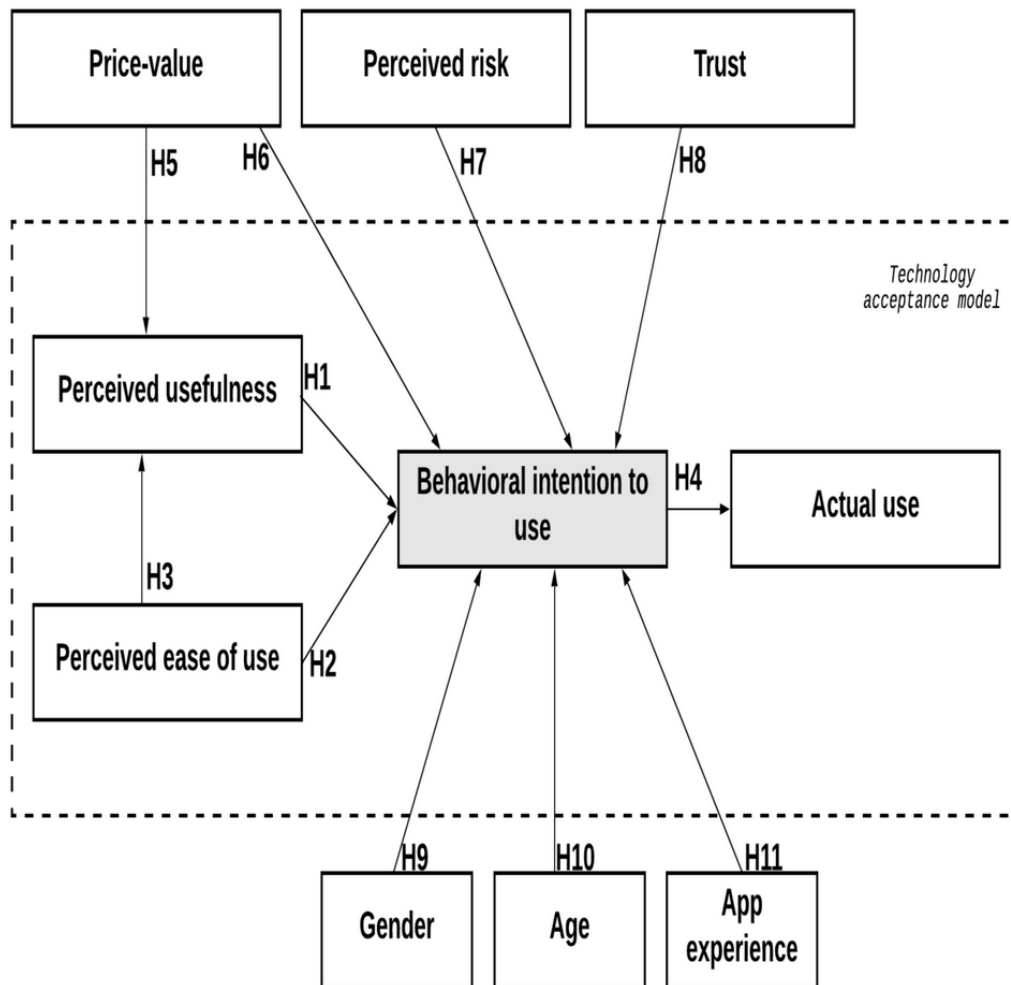 Price-value
Perceived risk
Trust
H5
H6
H7
H8
Technology
acceptance model
Perceived usefulness
H1
Behavioral intention to
use
H4
Actual use
H3
Perceived ease of use
H2
H9
H10
H11
Gender
Age
App
experience